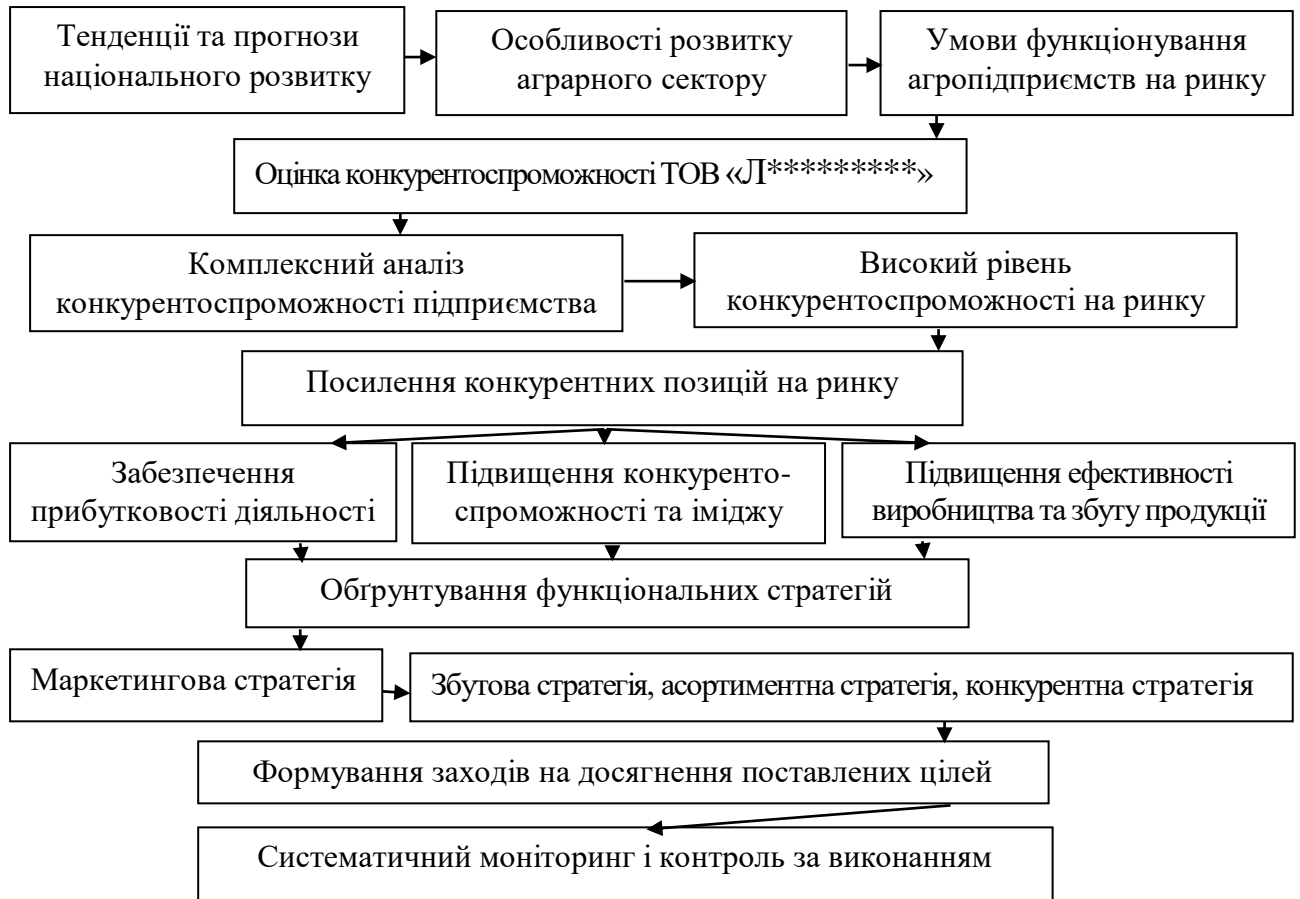 Тенденції та прогнози
національного розвитку
Особливості розвитку
аграрного сектору
Умови функціонування
агропідприємств на ринку
Оцінка конкурентоспроможності ТОВ «Л*********»
Комплексний аналіз
конкурентоспроможності підприємства
Високий рівень
конкурентоспроможності на ринку
Посилення конкурентних позицій на ринку
Забезпечення
прибутковості діяльності
Підвищення конкуренто-
спроможності та іміджу
Підвищення ефективності
виробництва та збуту продукції
Обґрунтування функціональних стратегій
Маркетингова стратегія
Збутова стратегія, асортиментна стратегія, конкурентна стратегія
Формування заходів на досягнення поставлених цілей
Систематичний моніторинг і контроль за виконанням